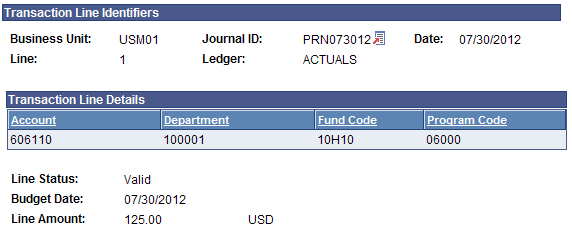 Transaction Line Identifiers
Business Unit: USM01 Journal ID: PRN073012 Date: 07/30/2012
Line: 1 Ledger: ACTUALS
Transaction Line Details
Account Department Fund Code Program Code
606110 100001 10H10 06000
Line Status: Valid
Budget Date: 07/30/2012
Line Amount: 125.00 USD